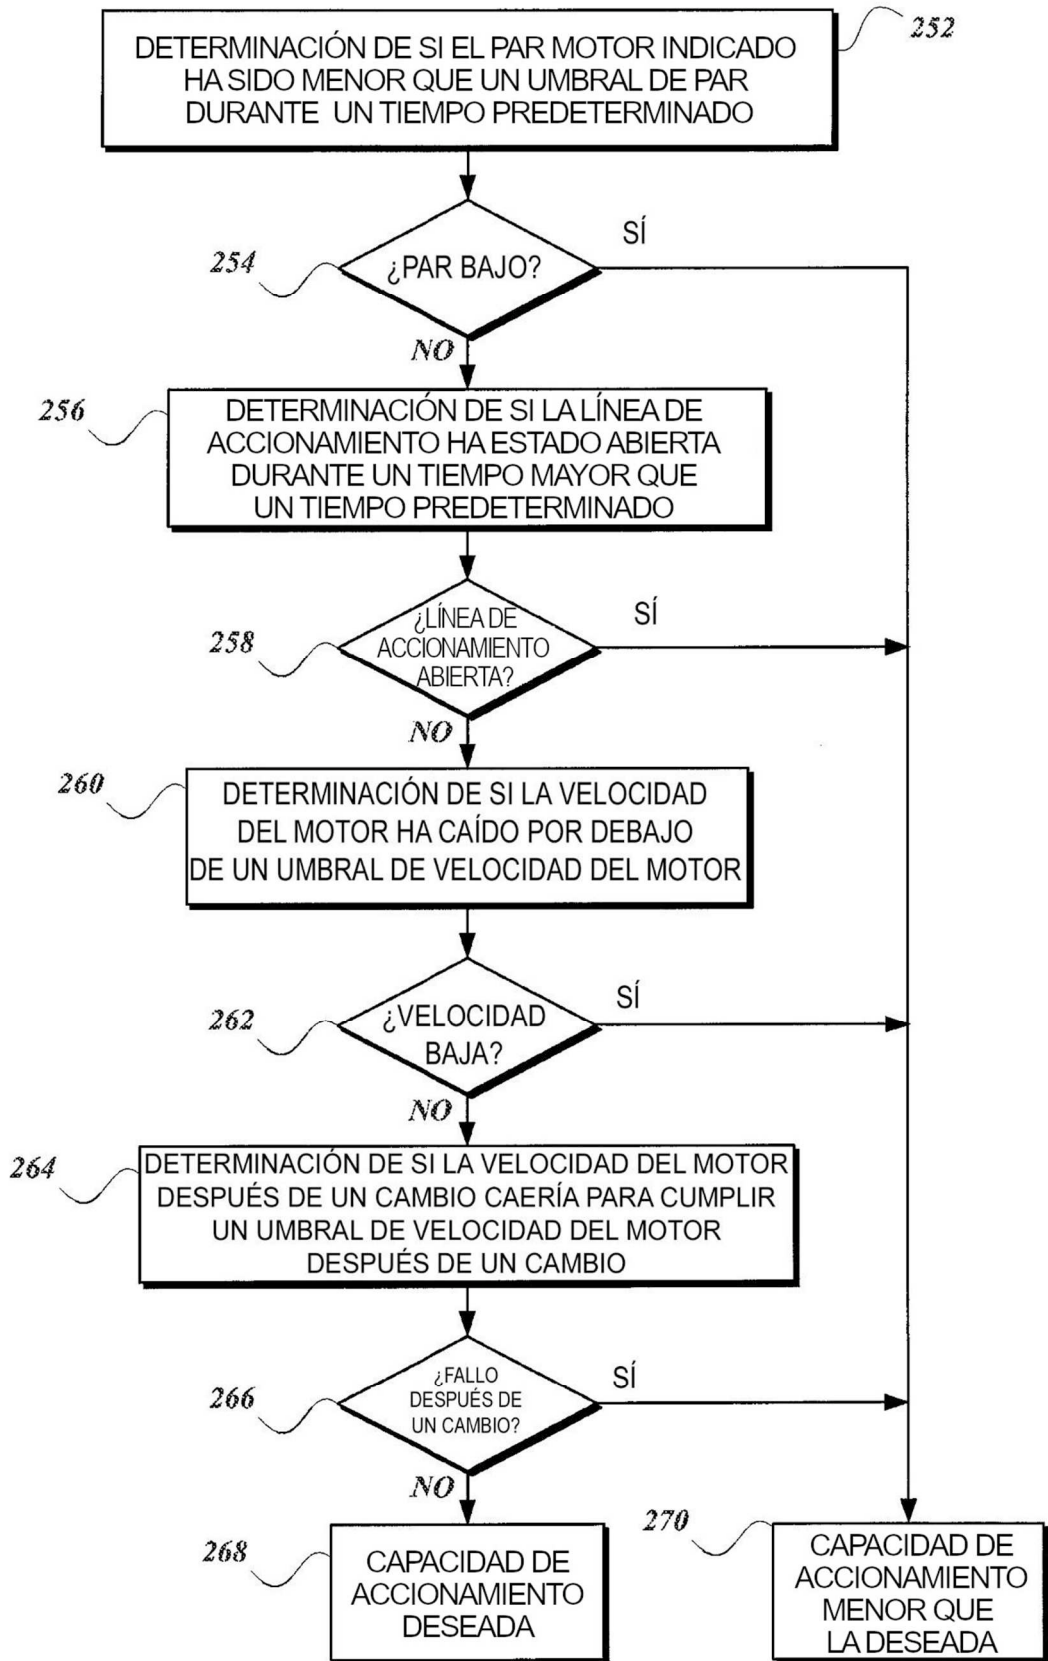 252
DETERMINACIÓN DE SI EL PAR MOTOR INDICADO
HA SIDO MENOR QUE UN UMBRAL DE PAR
DURANTE UN TIEMPO PREDETERMINADO
254
¿PAR BAJO?
SÍ
NO
256
DETERMINACIÓN DE SI LA LÍNEA DE
ACCIONAMIENTO HA ESTADO ABIERTA
DURANTE UN TIEMPO MAYOR QUE
UN TIEMPO PREDETERMINADO
258
¿LÍNEA DE
ACCIONAMIENTO
ABIERTA?
SÍ
NO
260
DETERMINACIÓN DE SI LA VELOCIDAD
DEL MOTOR HA CAÍDO POR DEBAJO
DE UN UMBRAL DE VELOCIDAD DEL MOTOR
262
¿VELOCIDAD
BAJA?
SÍ
NO
264
DETERMINACIÓN DE SI LA VELOCIDAD DEL MOTOR
DESPUÉS DE UN CAMBIO CAERÍA PARA CUMPLIR
UN UMBRAL DE VELOCIDAD DEL MOTOR
DESPUÉS DE UN CAMBIO
266
¿FALLO
DESPUÉS DE
UN CAMBIO?
SÍ
NO
268
CAPACIDAD DE
ACCIONAMIENTO
DESEADA
270
CAPACIDAD DE
ACCIONAMIENTO
MENOR QUE
LA DESEADA